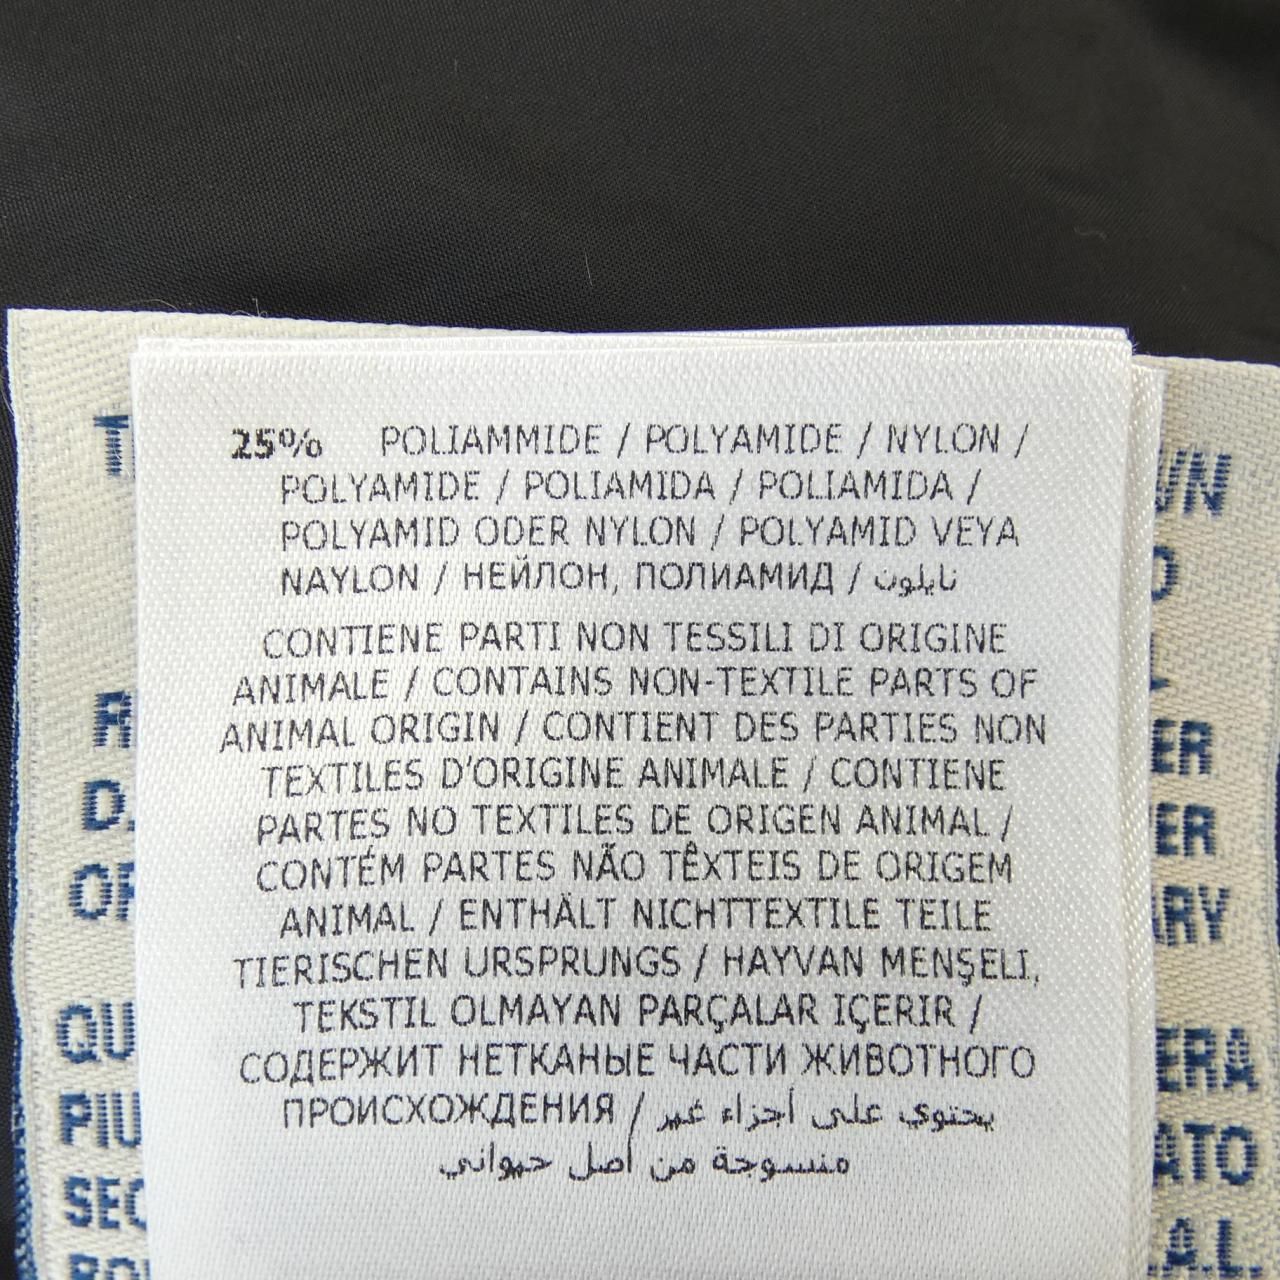 25% POLIAMMIDE / POLYAMIDE / NYLON /
POLYAMIDE / POLIAMIDA / POLIAMIDA /
POLYAMID ODER NYLON / POLYAMID VEYA
NAYLON / НЕЙЛОН, ПОЛИАМИД / نايلون
CONTIENE PARTI NON TESSILI DI ORIGINE
ANIMALE / CONTAINS NON-TEXTILE PARTS OF
ANIMAL ORIGIN / CONTIENT DES PARTIES NON
TEXTILES D'ORIGINE ANIMALE / CONTIENE
PARTES NO TEXTILES DE ORIGEN ANIMAL /
CONTÉM PARTES NÃO TÊXTEIS DE ORIGEM
ANIMAL / ENTHÄLT NICHTTEXTILE TEILE
TIERISCHEN URSPRUNGS / HAYVAN MENŞELI,
TEKSTIL OLMAYAN PARÇALAR IÇERIR /
СОДЕРЖИТ НЕТКАНЫЕ ЧАСТИ ЖИВОТНОГО
ПРОИСХОЖДЕНИЯ / يحتوي على أجزاء غير
منسوجة من أصل حيواني